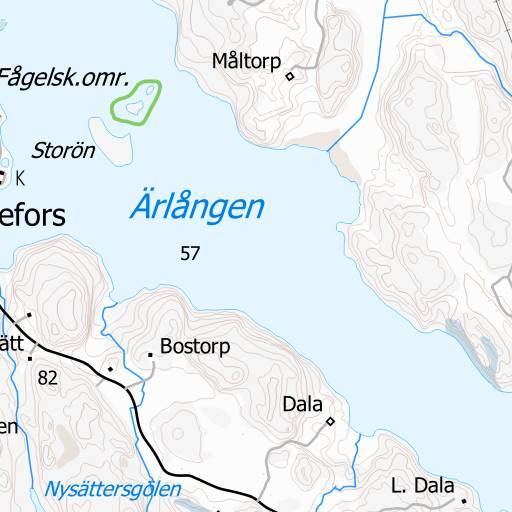 Måltorp
Fågelsk.omr.
Storön
K
efors
Ärlången
57
ätt
Bostorp
82
Dala
en
Nysättersgölen
L. Dala